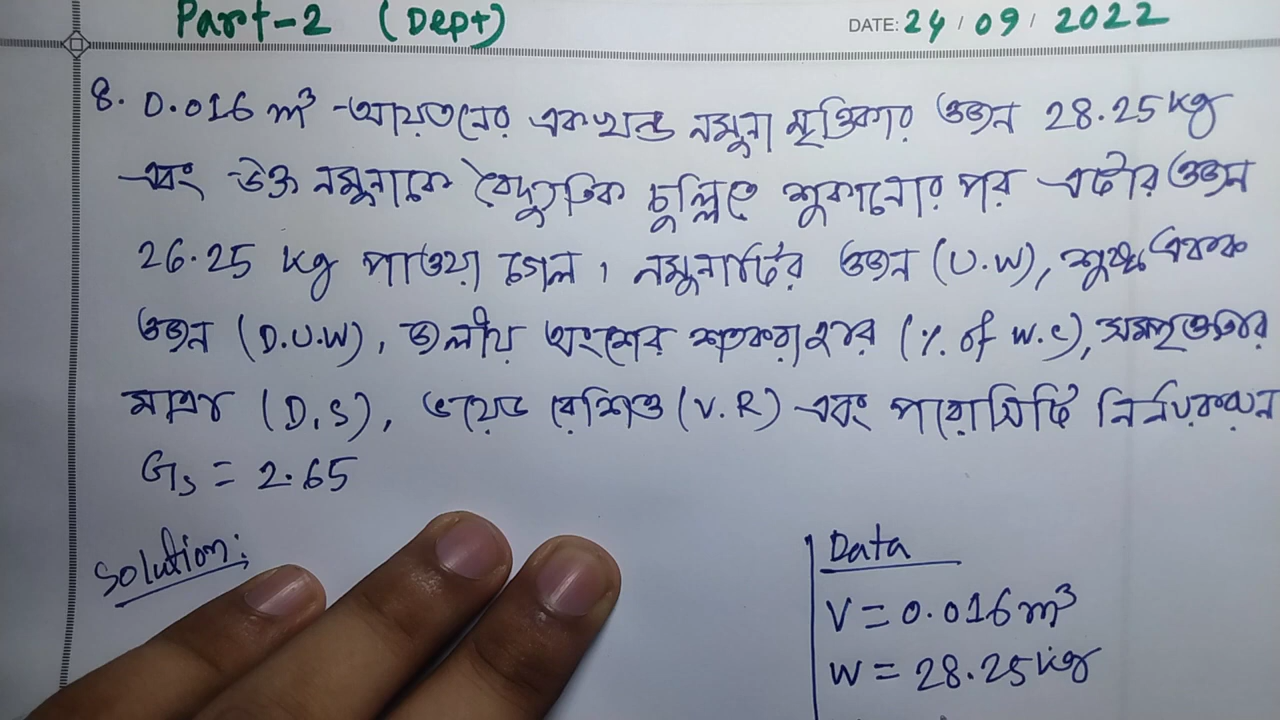 Part-2 (Dept)
DATE: 24 / 09 / 2022
8. 0.016 m³ আয়তনের একখন্ড নমুনা মৃত্তিকার ওজন 28.25 kg
এবং উক্ত নমুনাকে বৈদ্যুতিক চুল্লিতে শুকানোর পর এটার ওজন
26.25 kg পাওয়া গেল। নমুনাটির ওজন (U.W), শুষ্ক একক
ওজন (D.U.W), জলীয় অংশের শতকরা হার (% of W.C), সম্পৃক্ততার
মাত্রা (D.S), ভয়েড রেশিও (V.R) এবং পরোসিটি নির্নয় করুন
Gs = 2.65
Solution:
Data
V = 0.016 m³
W = 28.25 kg